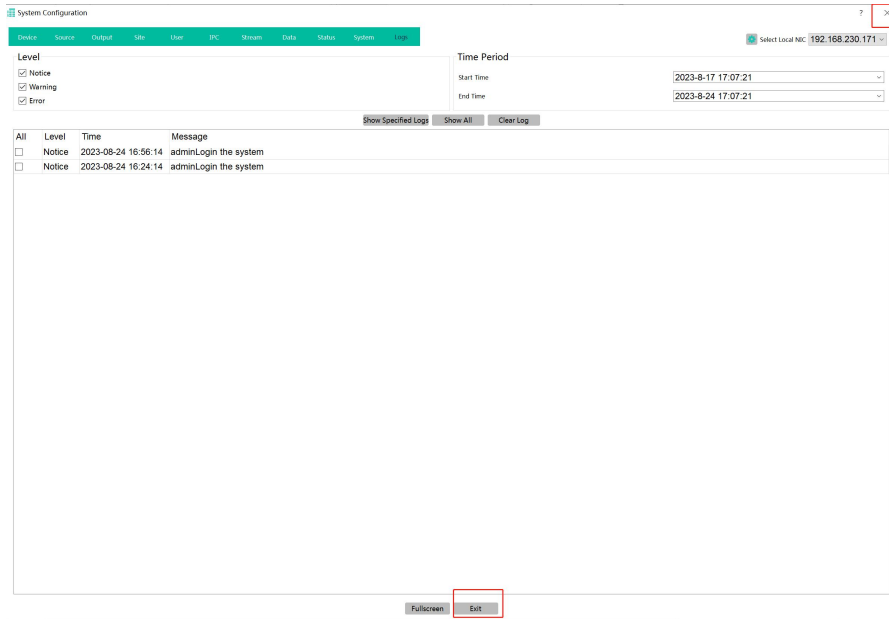 System Configuration ? ×
Device Source Output Site User IPC Stream Data Status System Logs
Select Local NIC 192.168.230.171
Level
Notice
Warning
Error
Time Period
Start Time 2023-8-17 17:07:21
End Time 2023-8-24 17:07:21
Show Specified Logs Show All Clear Log
All Level Time Message
Notice 2023-08-24 16:56:14 adminLogin the system
Notice 2023-08-24 16:24:14 adminLogin the system
Fullscreen Exit